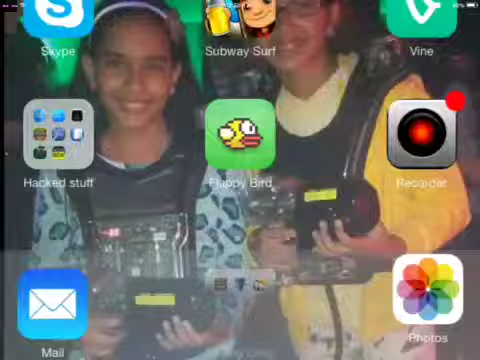 Skype
Subway Surf
Vine
Hacked stuff
Flappy Bird
Recorder
Mail
Photos